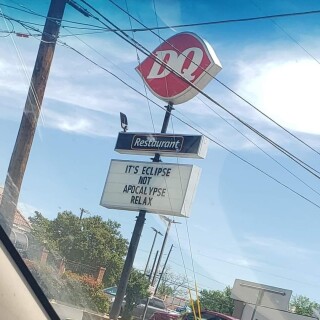 DQ
Restaurant
IT'S ECLIPSE
NOT
APOCALYPSE
RELAX